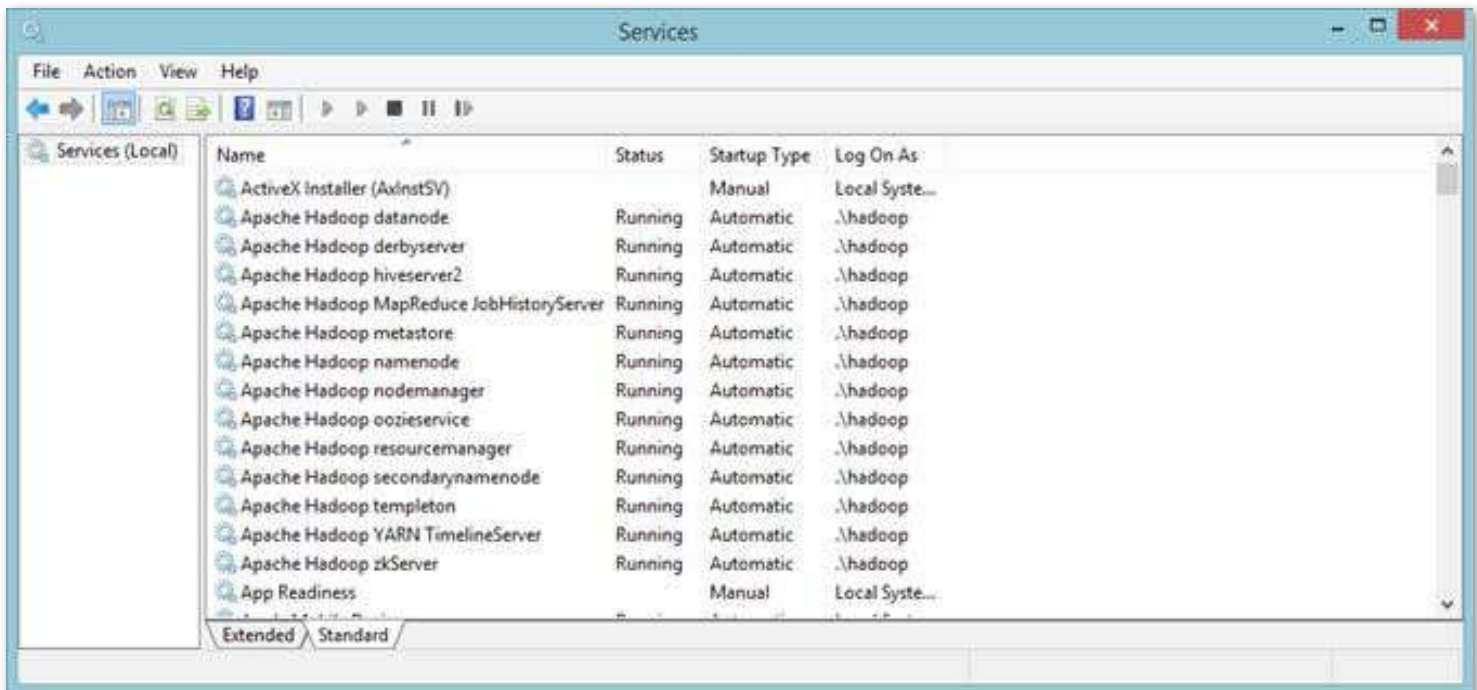 Services
File Action View Help
Services (Local)
Name Status Startup Type Log On As
ActiveX Installer (AxInstSV) Manual Local Syste...
Apache Hadoop datanode Running Automatic .\hadoop
Apache Hadoop derbyserver Running Automatic .\hadoop
Apache Hadoop hiveserver2 Running Automatic .\hadoop
Apache Hadoop MapReduce JobHistoryServer Running Automatic .\hadoop
Apache Hadoop metastore Running Automatic .\hadoop
Apache Hadoop namenode Running Automatic .\hadoop
Apache Hadoop nodemanager Running Automatic .\hadoop
Apache Hadoop oozieservice Running Automatic .\hadoop
Apache Hadoop resourcemanager Running Automatic .\hadoop
Apache Hadoop secondarynamenode Running Automatic .\hadoop
Apache Hadoop templeton Running Automatic .\hadoop
Apache Hadoop YARN TimelineServer Running Automatic .\hadoop
Apache Hadoop zkServer Running Automatic .\hadoop
App Readiness Manual Local Syste...
Extended Standard